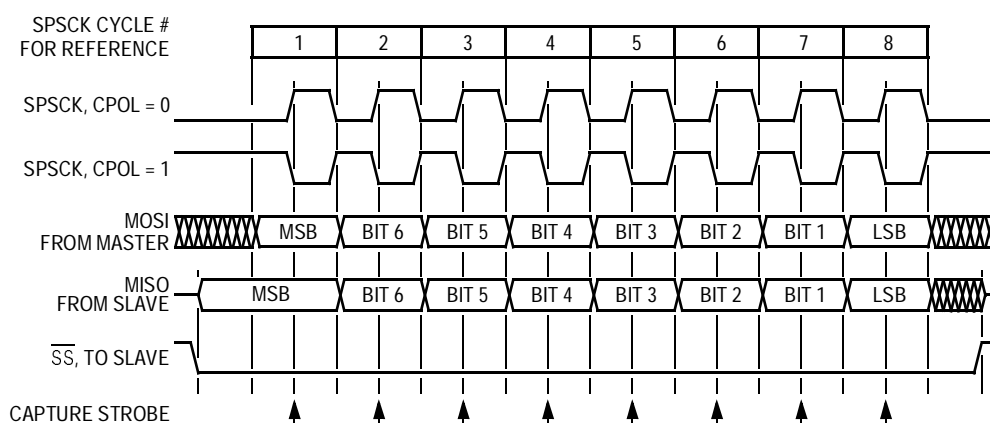 SPSCK CYCLE #
FOR REFERENCE
1 2 3 4 5 6 7 8
SPSCK, CPOL = 0
SPSCK, CPOL = 1
MOSI
FROM MASTER
MSB BIT 6 BIT 5 BIT 4 BIT 3 BIT 2 BIT 1 LSB
MISO
FROM SLAVE
MSB BIT 6 BIT 5 BIT 4 BIT 3 BIT 2 BIT 1 LSB
S̅S̅, TO SLAVE
CAPTURE STROBE